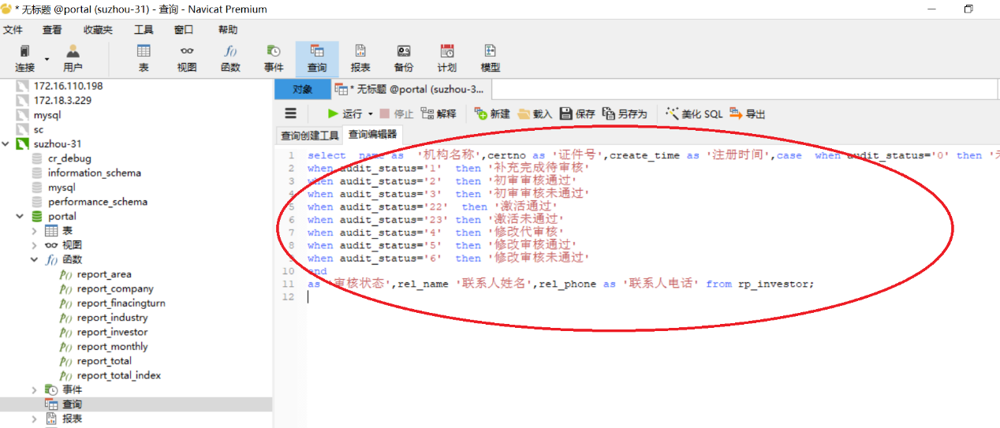 * 无标题 @portal (suzhou-31) - 查询 - Navicat Premium
文件 查看 收藏夹 工具 窗口 帮助
连接 用户 表 视图 函数 事件 查询 报表 备份 计划 模型
172.16.110.198
172.18.3.229
mysql
sc
suzhou-31
cr_debug
information_schema
mysql
performance_schema
portal
表
视图
函数
report_area
report_company
report_finacingturn
report_industry
report_investor
report_monthly
report_total
report_total_index
事件
查询
报表
对象 * 无标题 @portal (suzhou-3...
运行 停止 解释 新建 载入 保存 另存为 美化 SQL 导出
查询创建工具 查询编辑器
1 select name as '机构名称',certno as '证件号',create_time as '注册时间',case when audit_status='0' then
2 when audit_status='1' then '补充完成待审核'
3 when audit_status='2' then '初审审核通过'
4 when audit_status='3' then '初审审核未通过'
5 when audit_status='22' then '激活通过'
6 when audit_status='23' then '激活未通过'
7 when audit_status='4' then '修改代审核'
8 when audit_status='5' then '修改审核通过'
9 when audit_status='6' then '修改审核未通过'
10 end
11 as '审核状态',rel_name '联系人姓名',rel_phone as '联系人电话' from rp_investor;
12